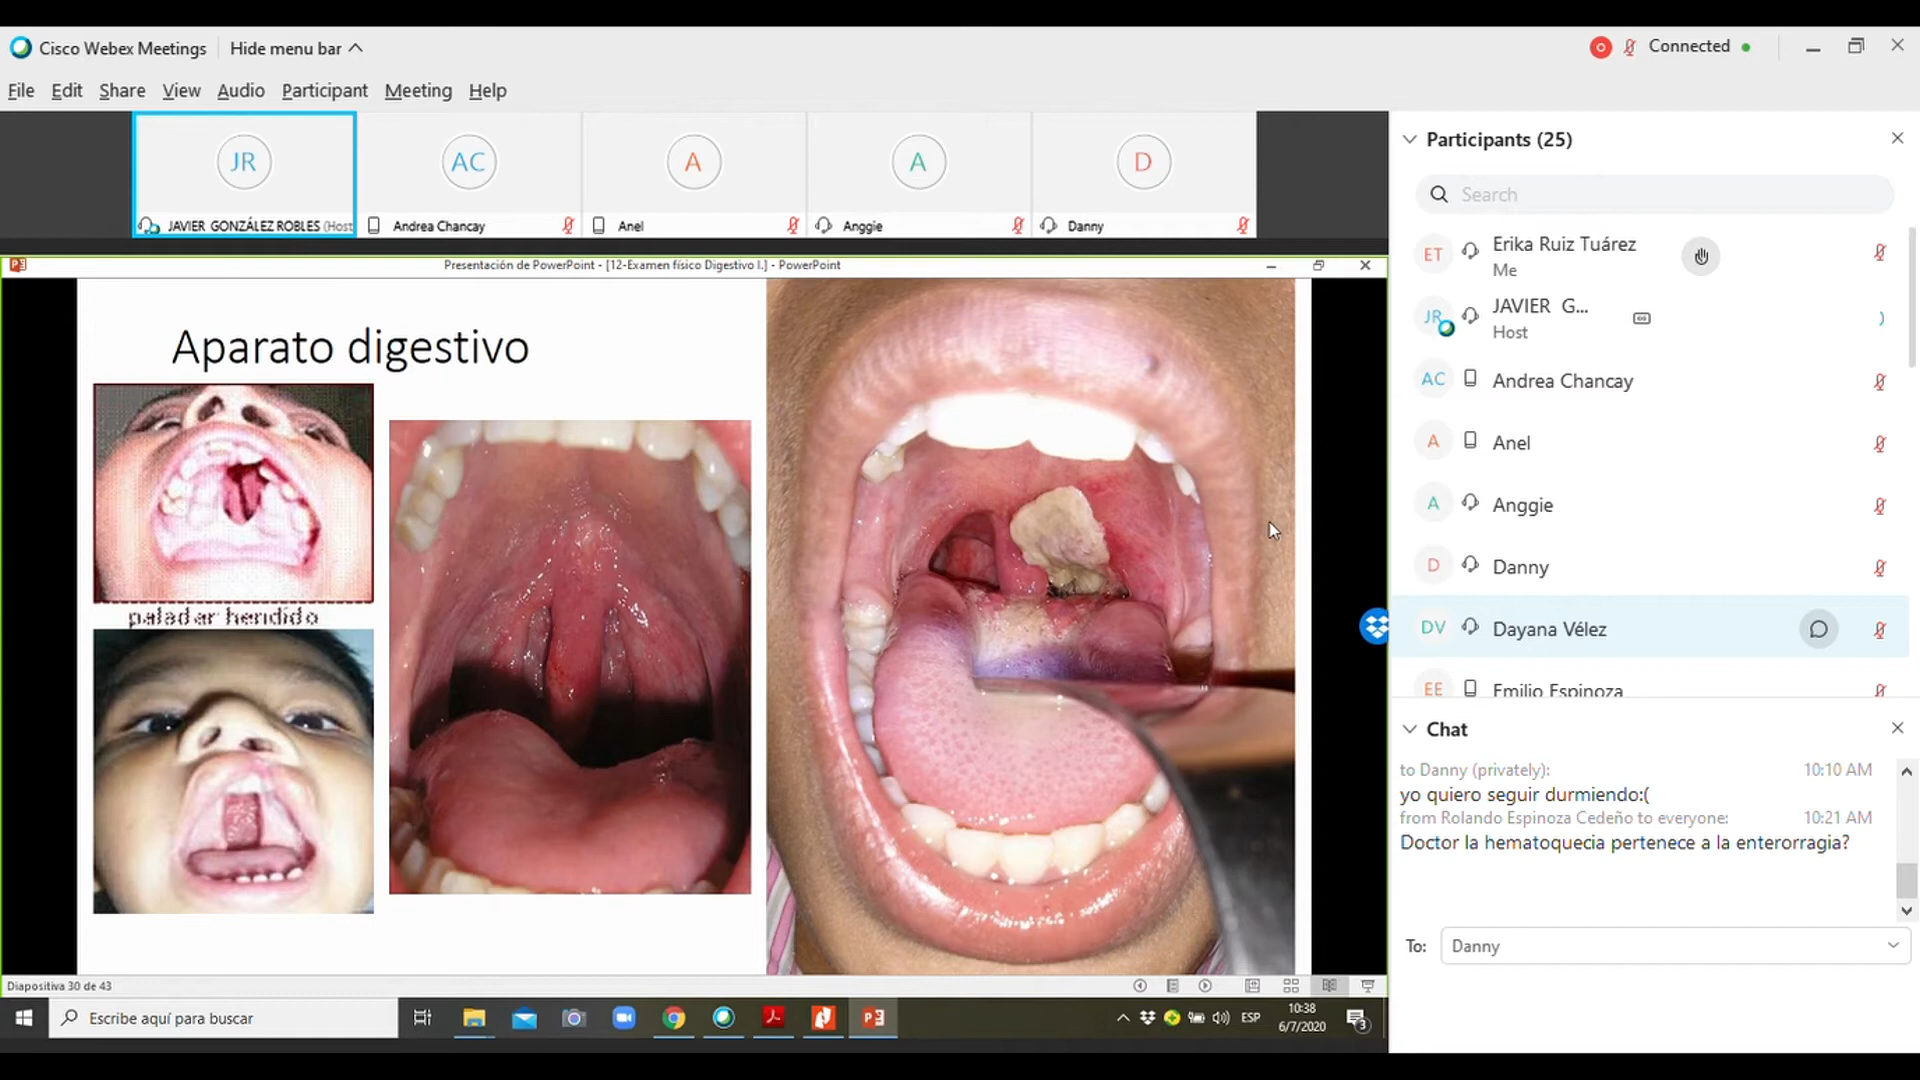 Cisco Webex Meetings
Hide menu bar
Connected
File Edit Share View Audio Participant Meeting Help
JR
AC
A
A
D
JAVIER GONZÁLEZ ROBLES (Host
Andrea Chancay
Anel
Anggie
Danny
Presentación de PowerPoint - [12-Examen físico Digestivo I.] - PowerPoint
Aparato digestivo
paladar hendido
Diapositiva 30 de 43
Escribe aquí para buscar
ESP
10:38
6/7/2020
3
Participants (25)
Search
ET
Erika Ruiz Tuárez
Me
JR
JAVIER G...
Host
AC
Andrea Chancay
A
Anel
A
Anggie
D
Danny
DV
Dayana Vélez
EE
Emilio Espinoza
Chat
to Danny (privately): 10:10 AM
yo quiero seguir durmiendo:(
from Rolando Espinoza Cedeño to everyone: 10:21 AM
Doctor la hematoquecia pertenece a la enterorragia?
To: Danny